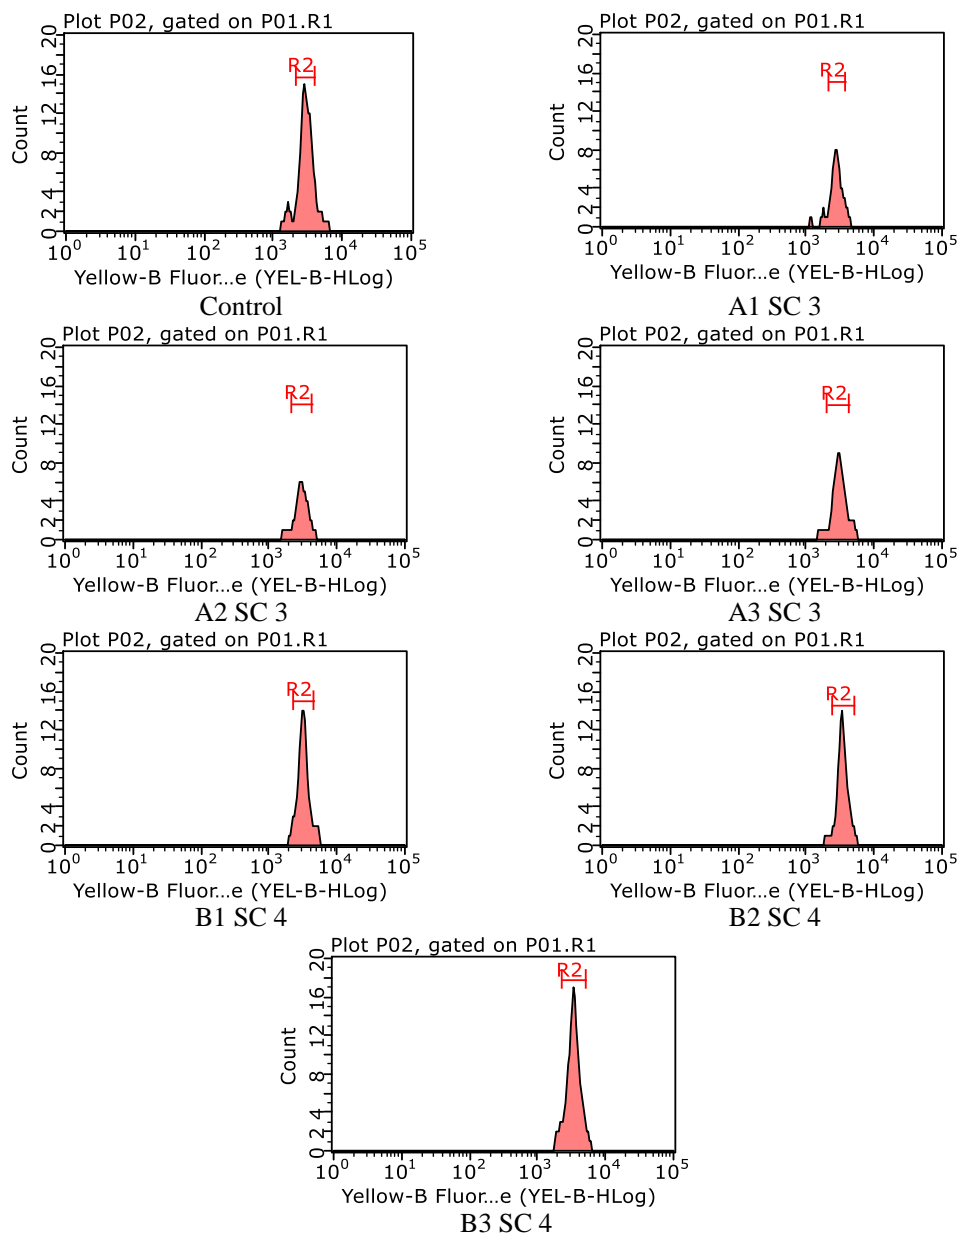 Plot P02, gated on P01.R1
R2
Count
0 2 4 8 12 16 20
10^0 10^1 10^2 10^3 10^4 10^5
Yellow-B Fluor...e (YEL-B-HLog)
Control
Plot P02, gated on P01.R1
R2
Count
0 2 4 8 12 16 20
10^0 10^1 10^2 10^3 10^4 10^5
Yellow-B Fluor...e (YEL-B-HLog)
A1 SC 3
Plot P02, gated on P01.R1
R2
Count
0 2 4 8 12 16 20
10^0 10^1 10^2 10^3 10^4 10^5
Yellow-B Fluor...e (YEL-B-HLog)
A2 SC 3
Plot P02, gated on P01.R1
R2
Count
0 2 4 8 12 16 20
10^0 10^1 10^2 10^3 10^4 10^5
Yellow-B Fluor...e (YEL-B-HLog)
A3 SC 3
Plot P02, gated on P01.R1
R2
Count
0 2 4 8 12 16 20
10^0 10^1 10^2 10^3 10^4 10^5
Yellow-B Fluor...e (YEL-B-HLog)
B1 SC 4
Plot P02, gated on P01.R1
R2
Count
0 2 4 8 12 16 20
10^0 10^1 10^2 10^3 10^4 10^5
Yellow-B Fluor...e (YEL-B-HLog)
B2 SC 4
Plot P02, gated on P01.R1
R2
Count
0 2 4 8 12 16 20
10^0 10^1 10^2 10^3 10^4 10^5
Yellow-B Fluor...e (YEL-B-HLog)
B3 SC 4